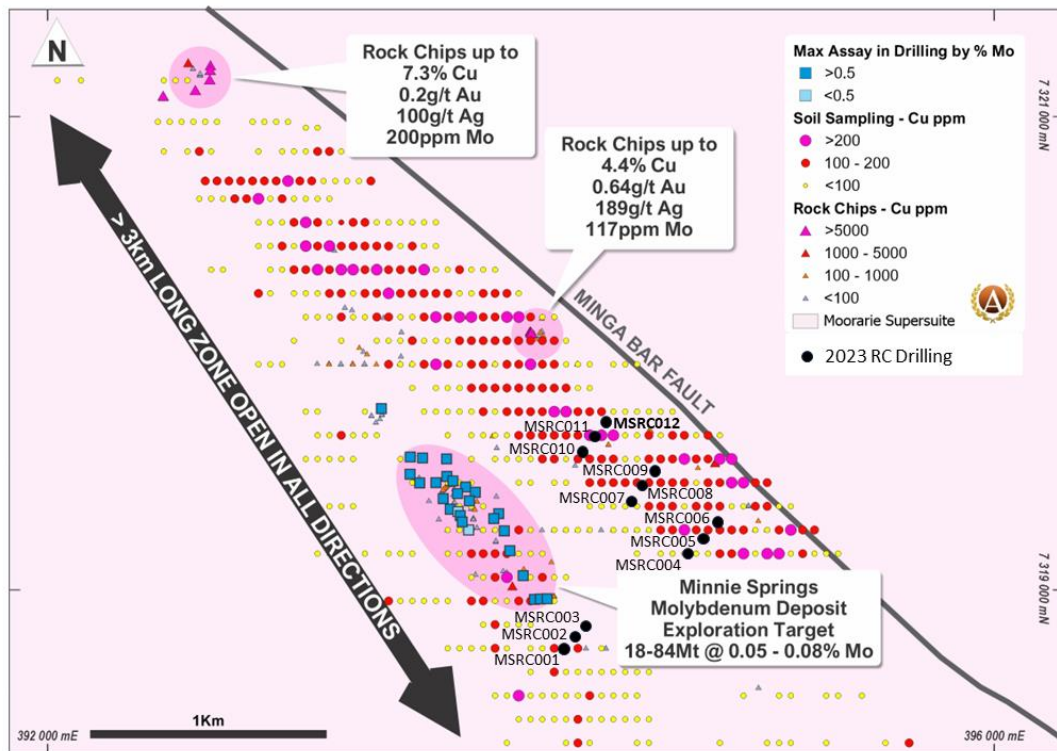 N
Rock Chips up to
7.3% Cu
0.2g/t Au
100g/t Ag
200ppm Mo
Rock Chips up to
4.4% Cu
0.64g/t Au
189g/t Ag
117ppm Mo
Max Assay in Drilling by % Mo
>0.5
<0.5
Soil Sampling - Cu ppm
>200
100 - 200
<100
Rock Chips - Cu ppm
>5000
1000 - 5000
100 - 1000
<100
Moorarie Supersuite
2023 RC Drilling
A
7 321 000 mN
> 3km LONG ZONE OPEN IN ALL DIRECTIONS
MINGA BAR FAULT
MSRC011
MSRC012
MSRC010
MSRC009
MSRC008
MSRC007
MSRC006
MSRC005
MSRC004
7 319 000 mN
Minnie Springs
Molybdenum Deposit
Exploration Target
18-84Mt @ 0.05 - 0.08% Mo
MSRC003
MSRC002
MSRC001
1Km
392 000 mE
396 000 mE